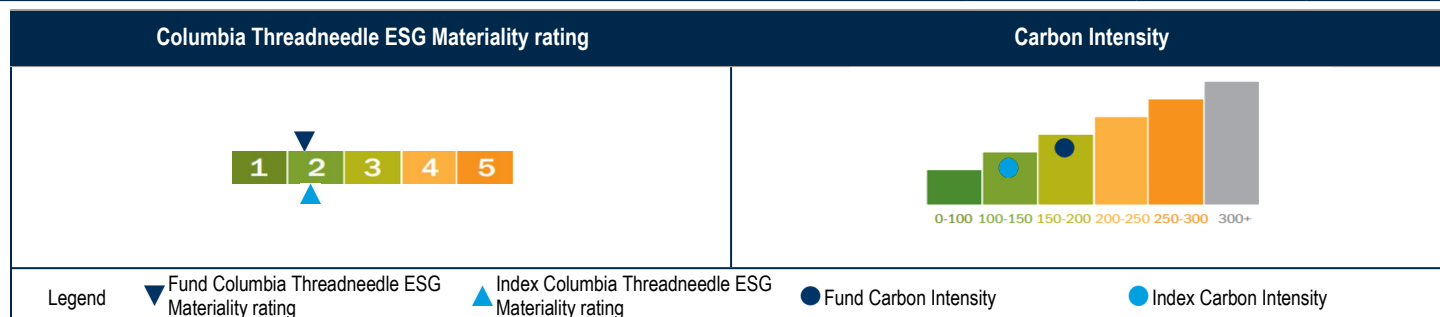 Columbia Threadneedle ESG Materiality rating
Carbon Intensity
1 2 3 4 5
0-100 100-150 150-200 200-250 250-300 300+
Legend
Fund Columbia Threadneedle ESG
Materiality rating
Index Columbia Threadneedle ESG
Materiality rating
Fund Carbon Intensity
Index Carbon Intensity